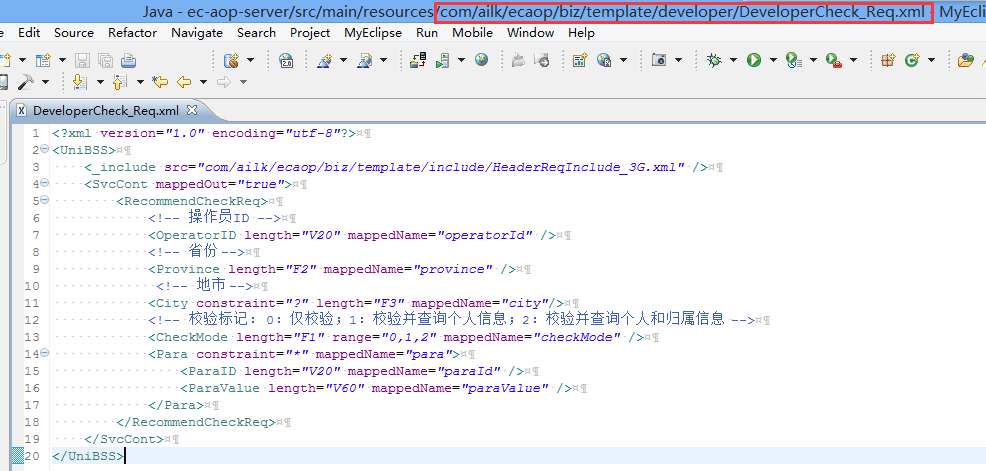 Java - ec-aop-server/src/main/resources/com/ailk/ecaop/biz/template/developer/DeveloperCheck_Req.xml - MyEcli
e Edit Source Refactor Navigate Search Project MyEclipse Run Mobile Window Help
DeveloperCheck_Req.xml
1 <?xml version="1.0" encoding="utf-8"?>¤¶
2 <UniBSS>¤¶
3 ····<_include src="com/ailk/ecaop/biz/template/include/HeaderReqInclude_3G.xml" />¤¶
4 ····<SvcCont mappedOut="true">¤¶
5 ········<RecommendCheckReq>¤¶
6 ············<!-- 操作员ID -->¤¶
7 ············<OperatorID length="V20" mappedName="operatorId" />¤¶
8 ············<!-- 省份 -->¤¶
9 ············<Province length="F2" mappedName="province" />¤¶
10 ·············<!-- 地市 -->¤¶
11 ············<City constraint="?" length="F3" mappedName="city"/>¤¶
12 ············<!-- 校验标记: 0: 仅校验; 1: 校验并查询个人信息; 2: 校验并查询个人和归属信息 -->¤¶
13 ············<CheckMode length="F1" range="0,1,2" mappedName="checkMode" />¤¶
14 ············<Para constraint="*" mappedName="para">¤¶
15 ················<ParaID length="V20" mappedName="paraId" />¤¶
16 ················<ParaValue length="V60" mappedName="paraValue" />¤¶
17 ············</Para>¤¶
18 ········</RecommendCheckReq>¤¶
19 ····</SvcCont>¤¶
20 </UniBSS>